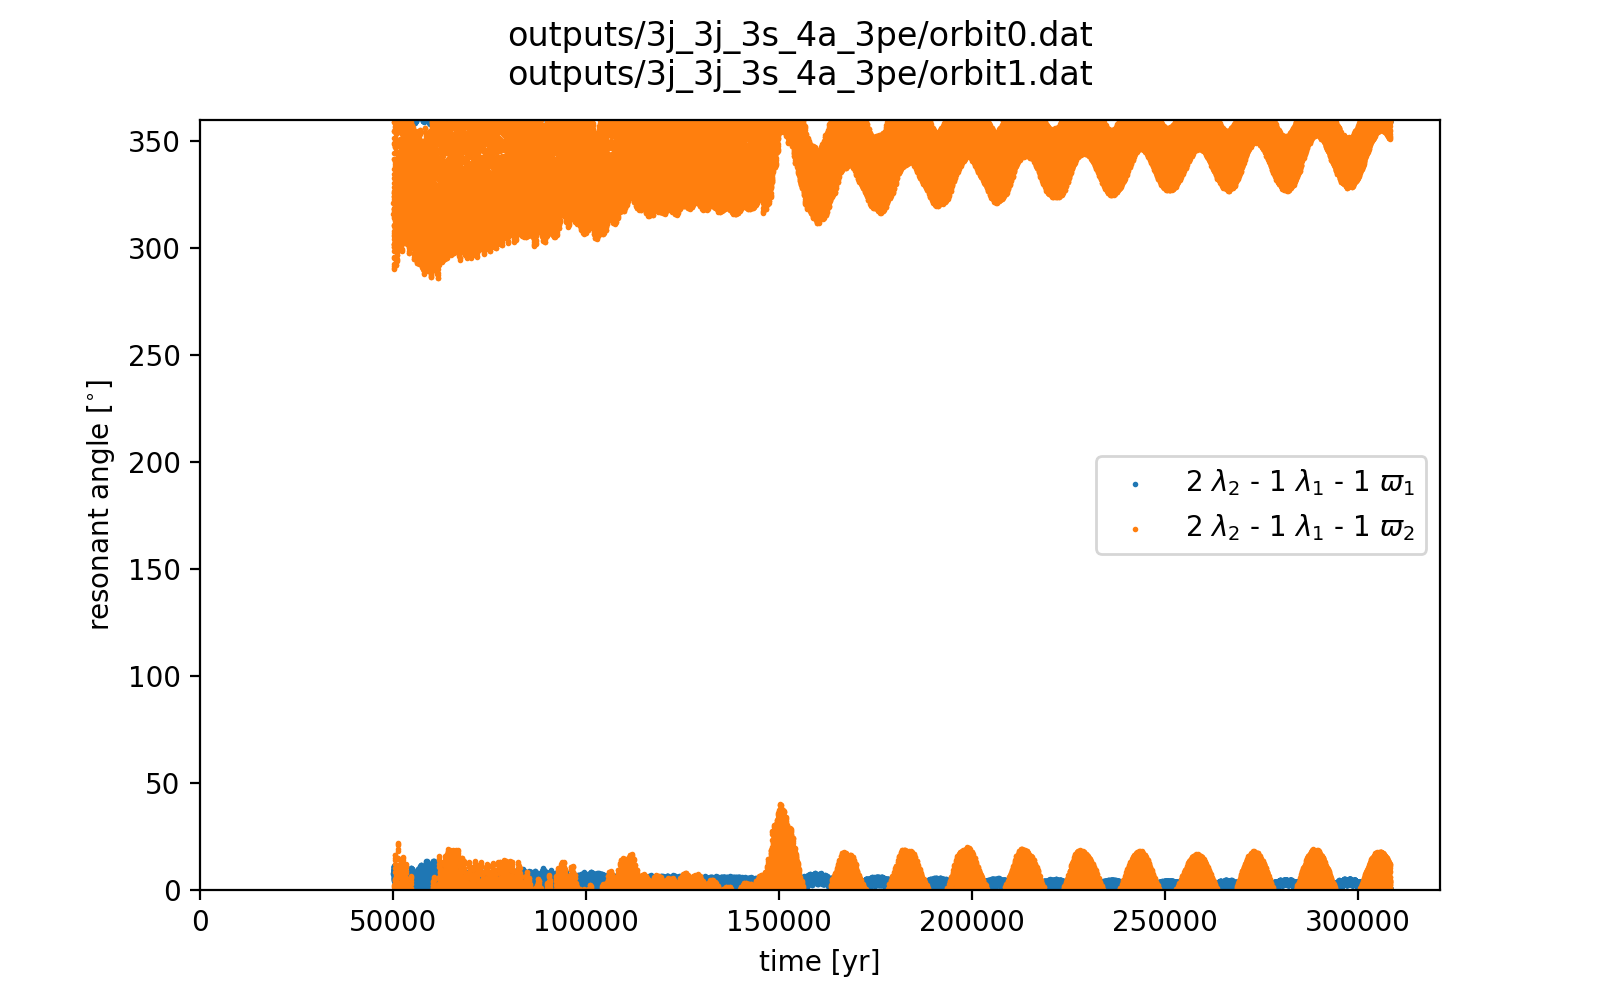 outputs/3j_3j_3s_4a_3pe/orbit0.dat
outputs/3j_3j_3s_4a_3pe/orbit1.dat
350
300
250
200
150
100
50
0
resonant angle [°]
2 λ₂ - 1 λ₁ - 1 ϖ₁
2 λ₂ - 1 λ₁ - 1 ϖ₂
0 50000 100000 150000 200000 250000 300000
time [yr]